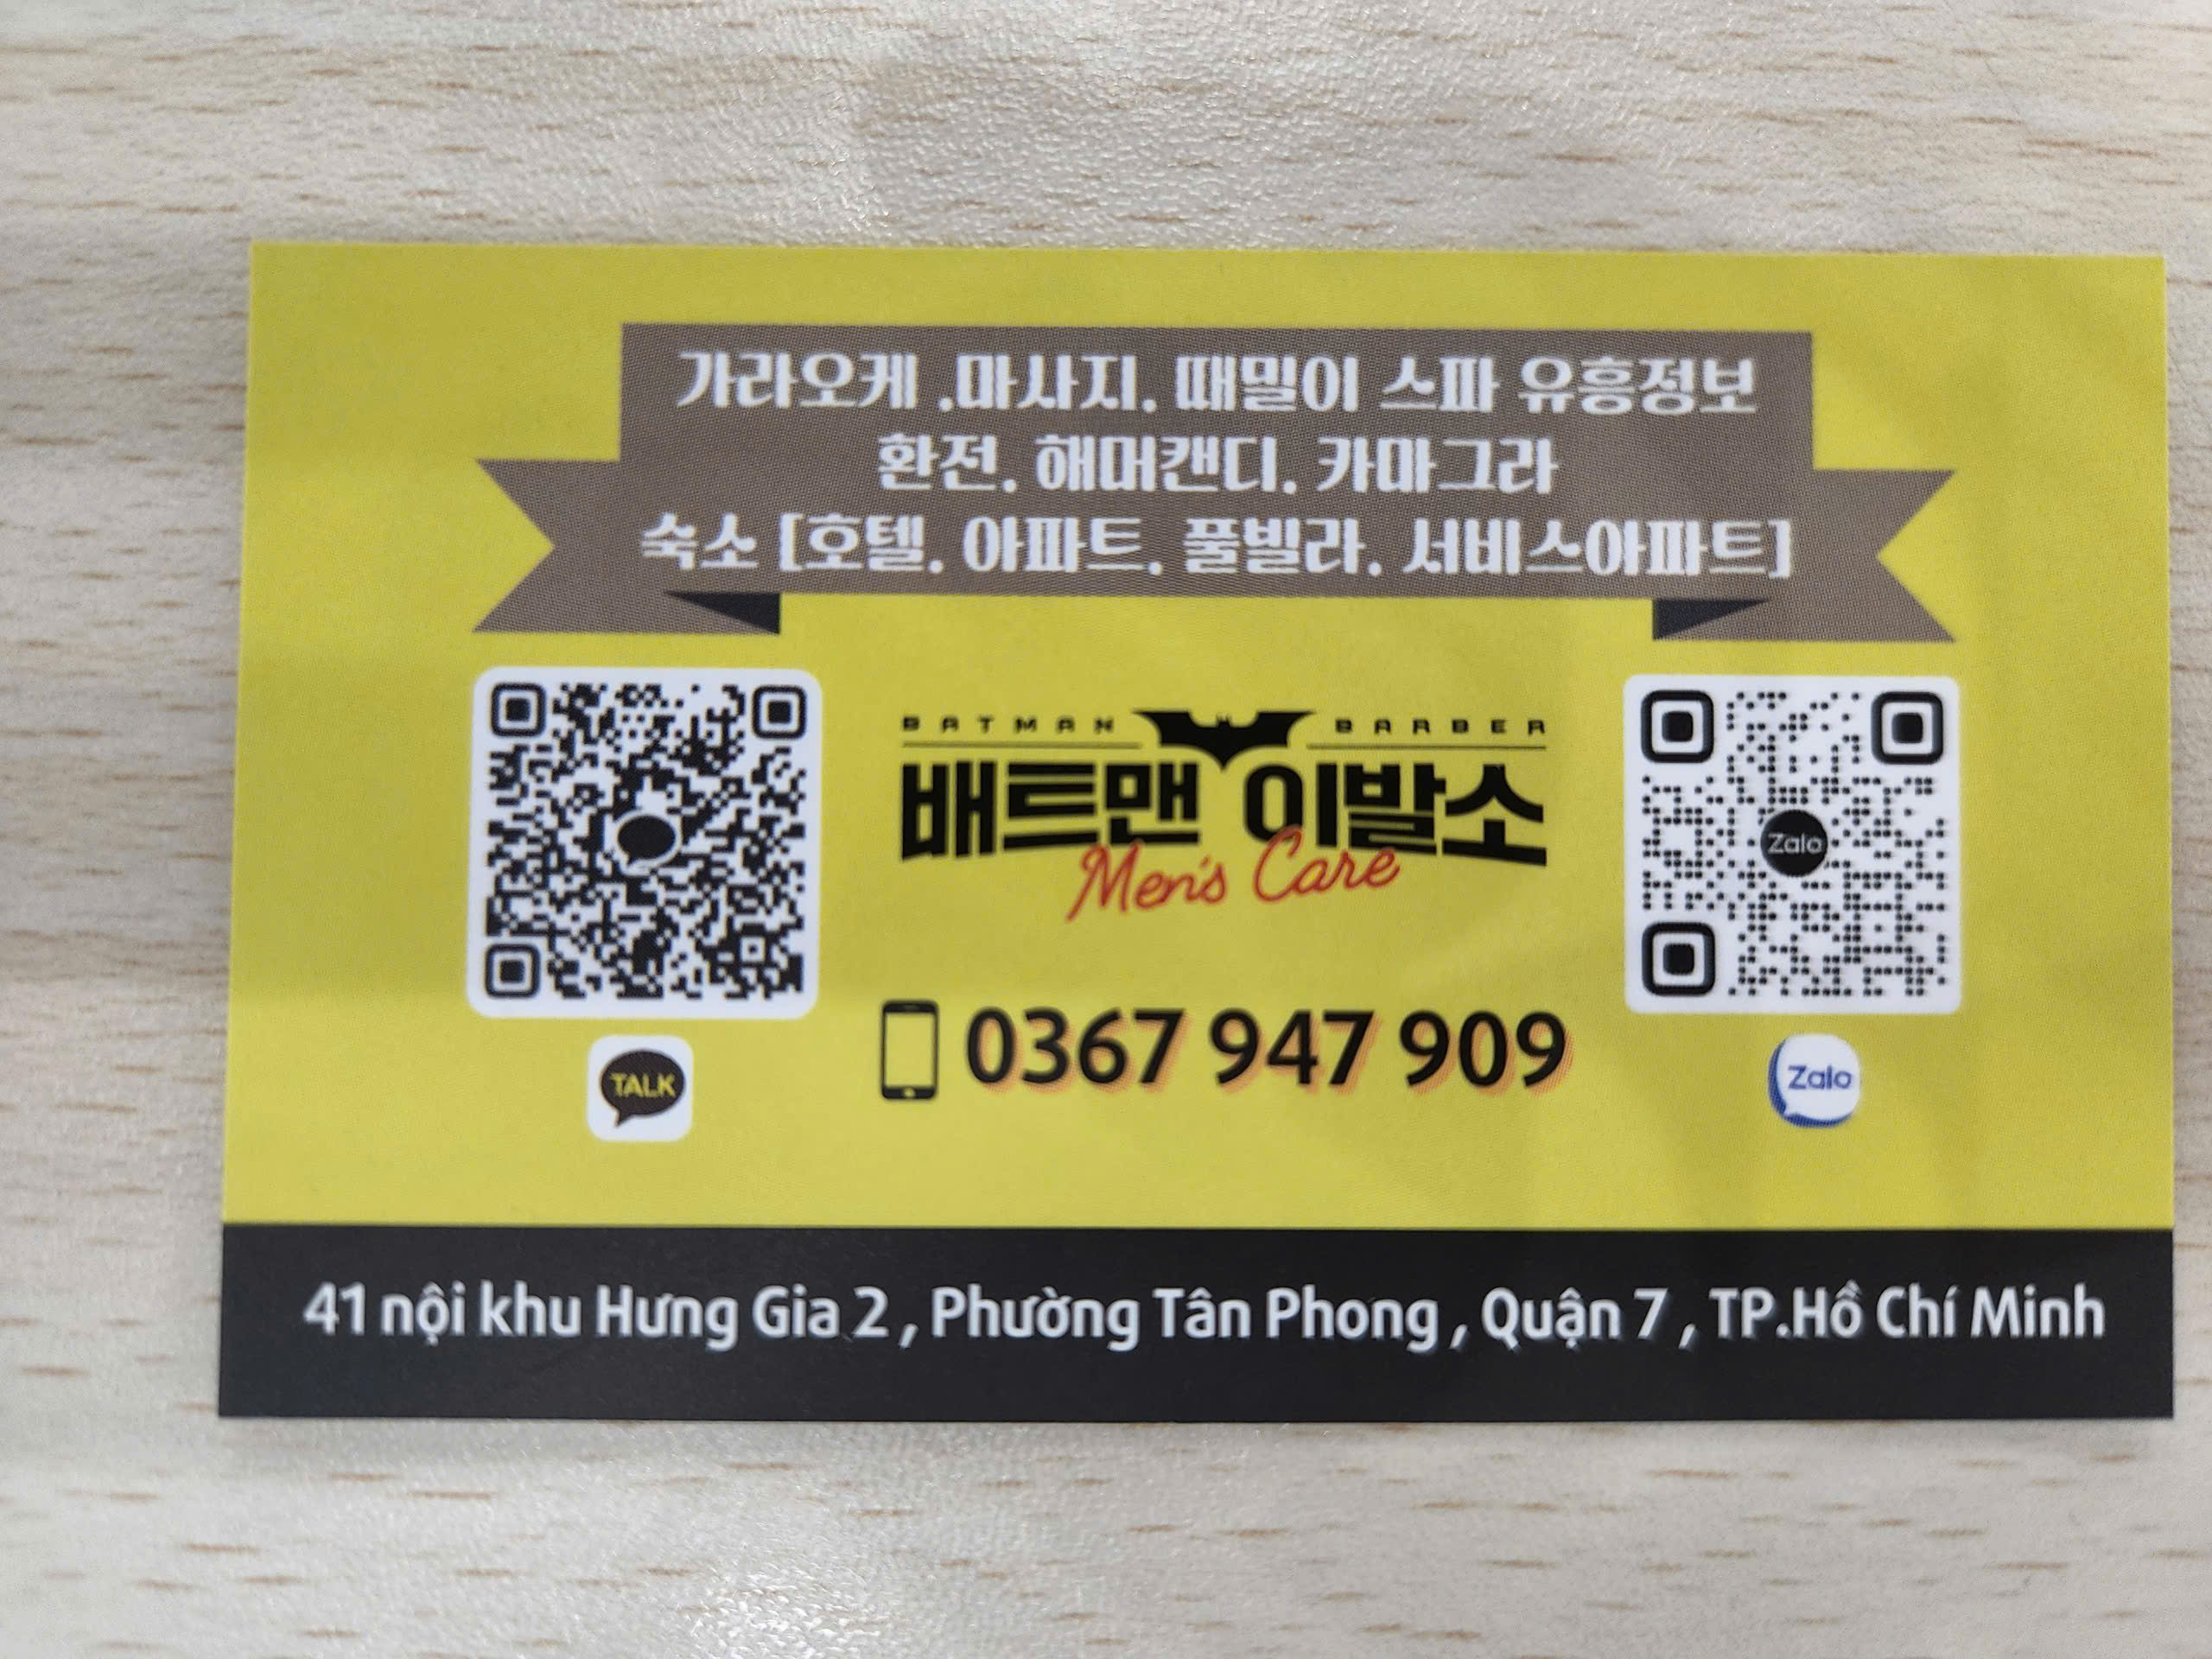 가라오케 .마사지. 때밀이 스파 유흥정보
환전. 해머캔디. 카마그라
숙소 [호텔. 아파트. 풀빌라. 서비스아파트]
BATMAN BARBER
배트맨 이발소
Men's Care
Zalo
0367 947 909
TALK
Zalo
41 nội khu Hưng Gia 2 , Phường Tân Phong , Quận 7 , TP.Hồ Chí Minh